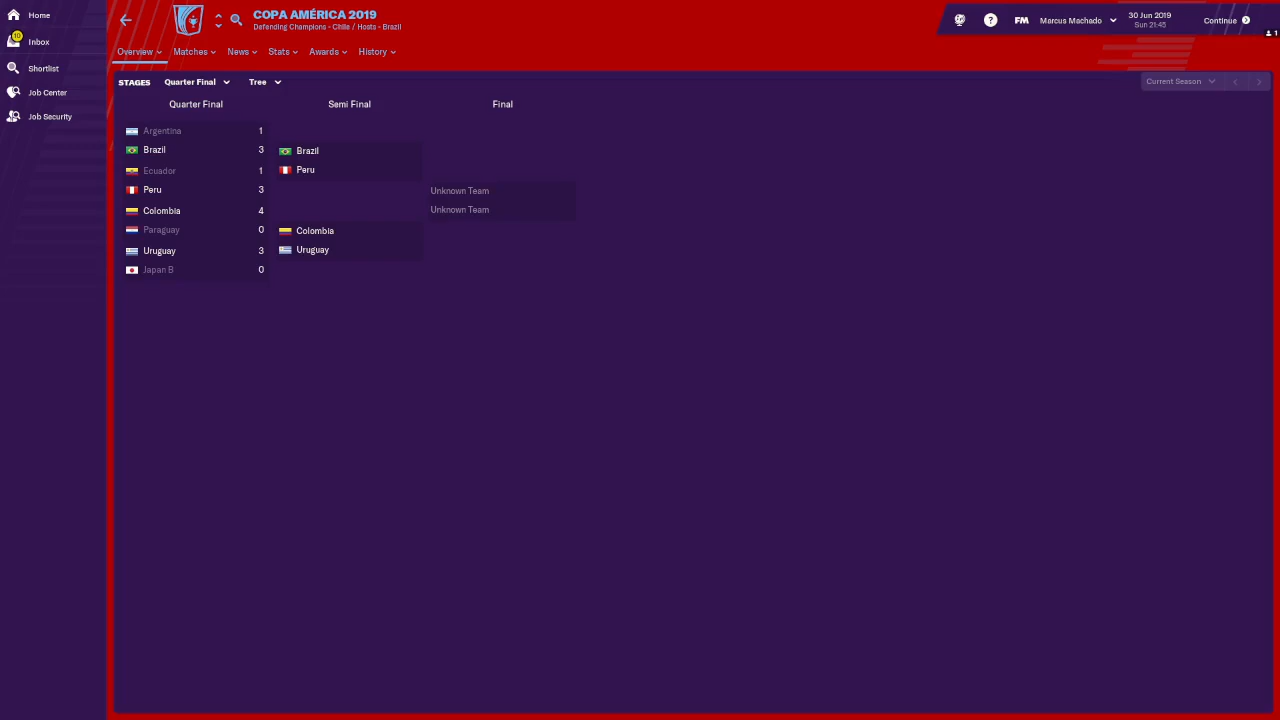 Home
Inbox
10
Shortlist
Job Center
Job Security
COPA AMÉRICA 2019
Defending Champions - Chile / Hosts - Brazil
FM
Marcus Machado
30 Jun 2019
Sun 21:45
Continue
1
Overview
Matches
News
Stats
Awards
History
STAGES
Quarter Final
Tree
Current Season
Quarter Final
Semi Final
Final
Argentina 1
Brazil 3
Ecuador 1
Peru 3
Colombia 4
Paraguay 0
Uruguay 3
Japan B 0
Brazil
Peru
Colombia
Uruguay
Unknown Team
Unknown Team